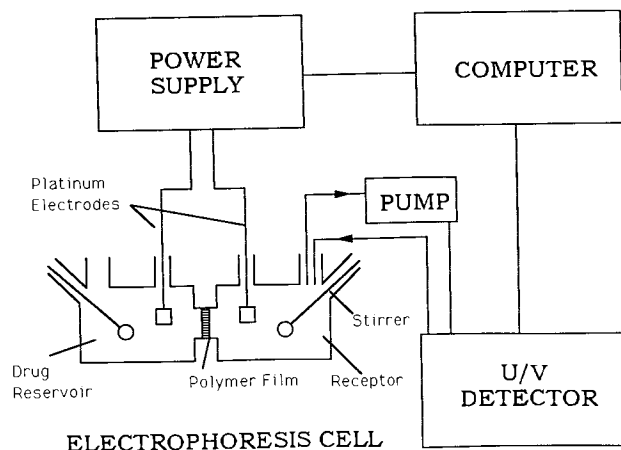 POWER
SUPPLY
COMPUTER
Platinum
Electrodes
PUMP
Stirrer
Drug
Reservoir
Polymer Film
Receptor
U/V
DETECTOR
ELECTROPHORESIS CELL